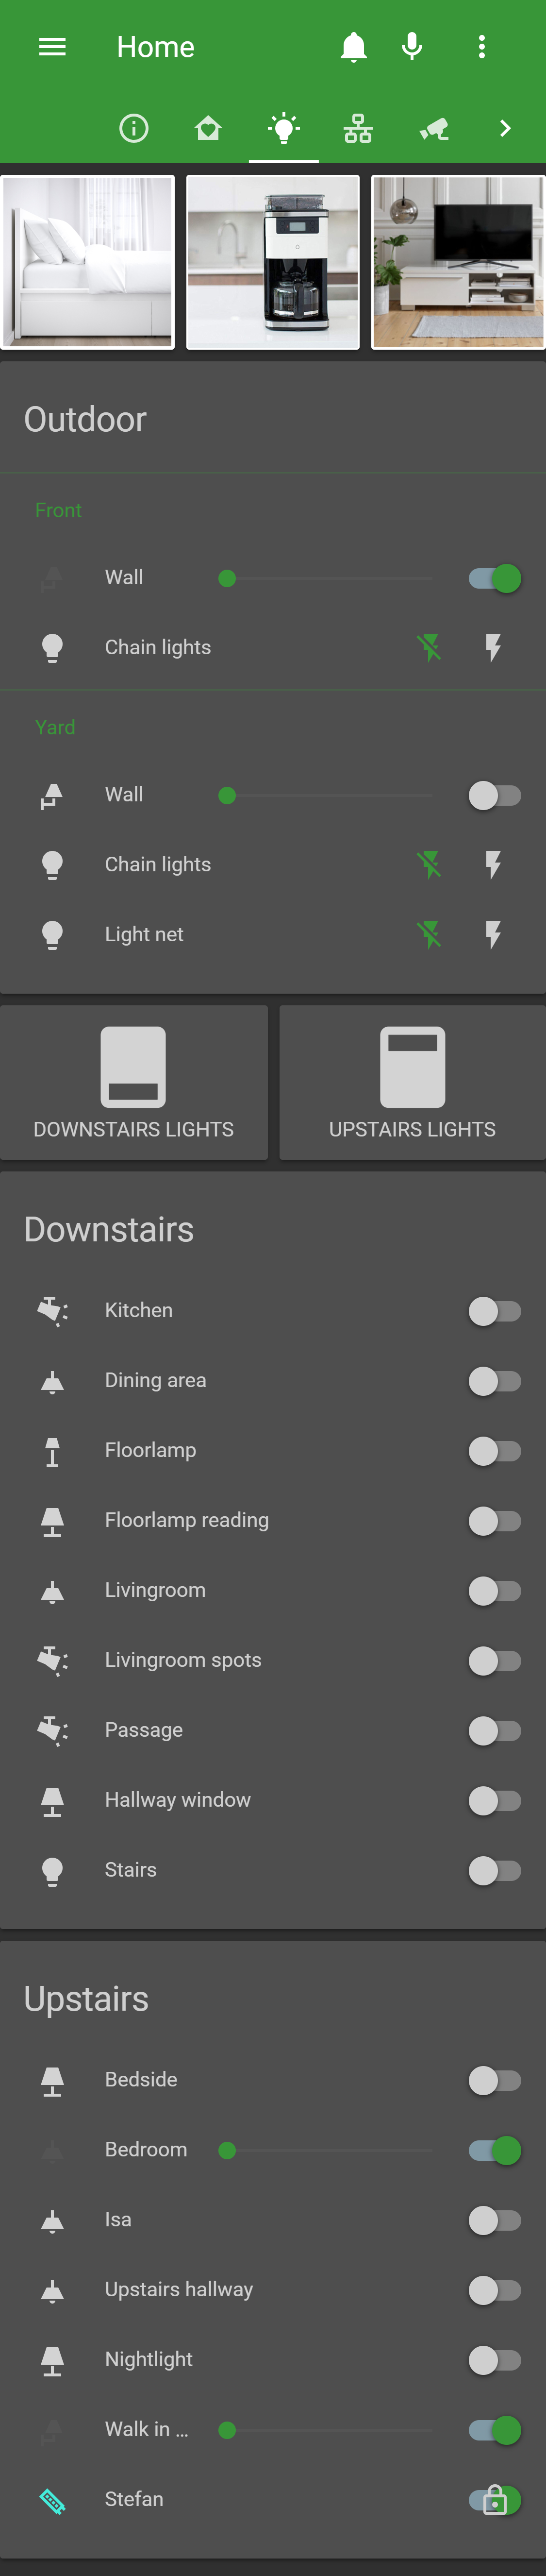 Home
Outdoor
Front
Wall
Chain lights
Yard
Wall
Chain lights
Light net
DOWNSTAIRS LIGHTS
UPSTAIRS LIGHTS
Downstairs
Kitchen
Dining area
Floorlamp
Floorlamp reading
Livingroom
Livingroom spots
Passage
Hallway window
Stairs
Upstairs
Bedside
Bedroom
Isa
Upstairs hallway
Nightlight
Walk in ...
Stefan